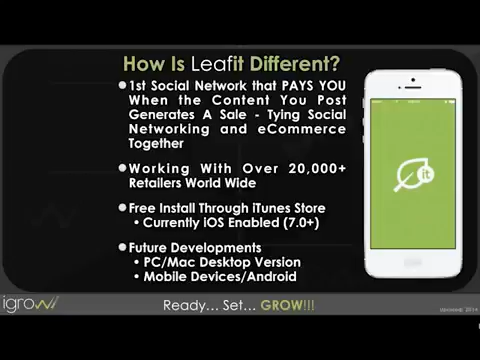 How Is Leafit Different?
1st Social Network that PAYS YOU
When the Content You Post
Generates A Sale - Tying Social
Networking and eCommerce
Together
Working With Over 20,000+
Retailers World Wide
Free Install Through iTunes Store
• Currently iOS Enabled (7.0+)
Future Developments
• PC/Mac Desktop Version
• Mobile Devices/Android
it
igrow
Ready... Set... GROW!!!